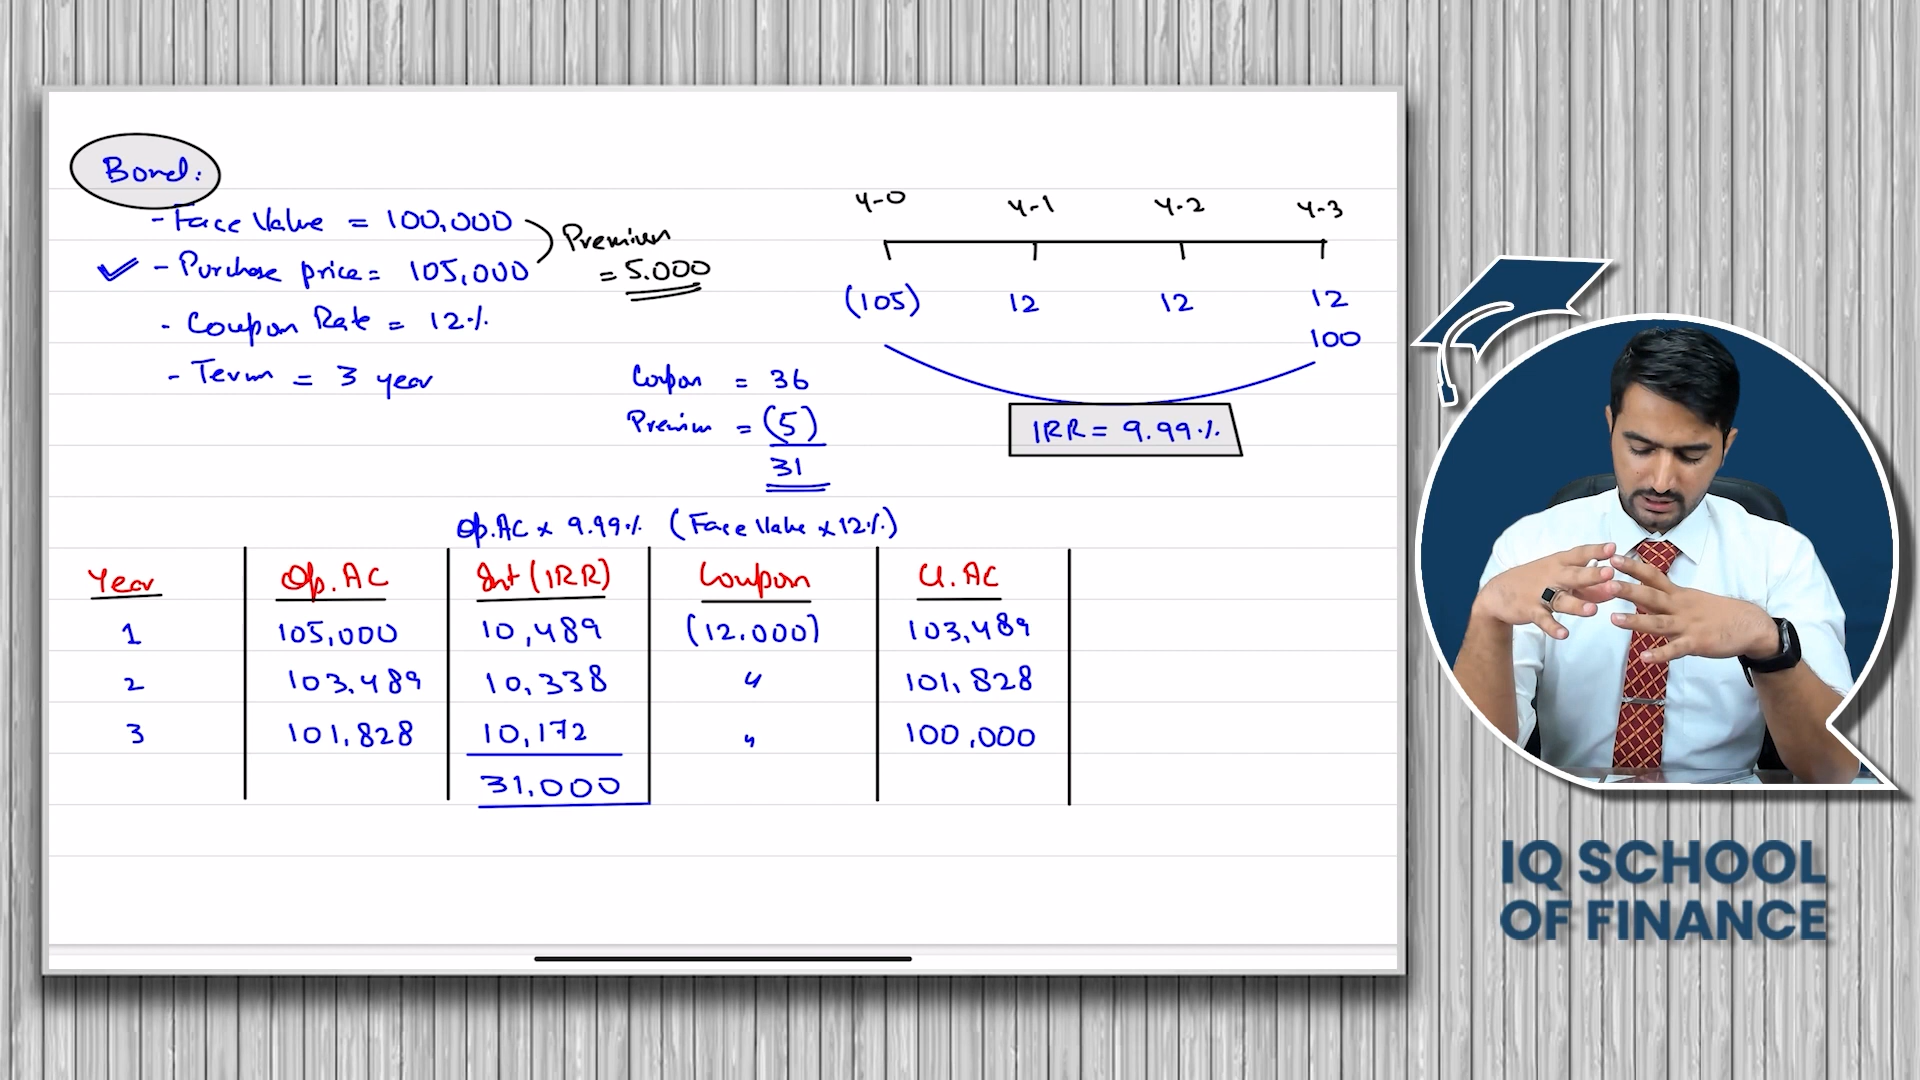 Bond:
- Face Value = 100,000
- Purchase price = 105,000
Premium
= 5.000
- Coupon Rate = 12%
- Term = 3 year
Y-0 Y-1 Y-2 Y-3
(105) 12 12 12
100
IRR = 9.99%
Coupon = 36
Premium = (5)
31
Op.AC x 9.99% (Face Value x 12%)
Year Op. AC Int (IRR) Coupon Cl. AC
1 105,000 10,489 (12.000) 103,489
2 103.489 10,338 " 101,828
3 101,828 10,172 " 100,000
31,000
IQ SCHOOL
OF FINANCE